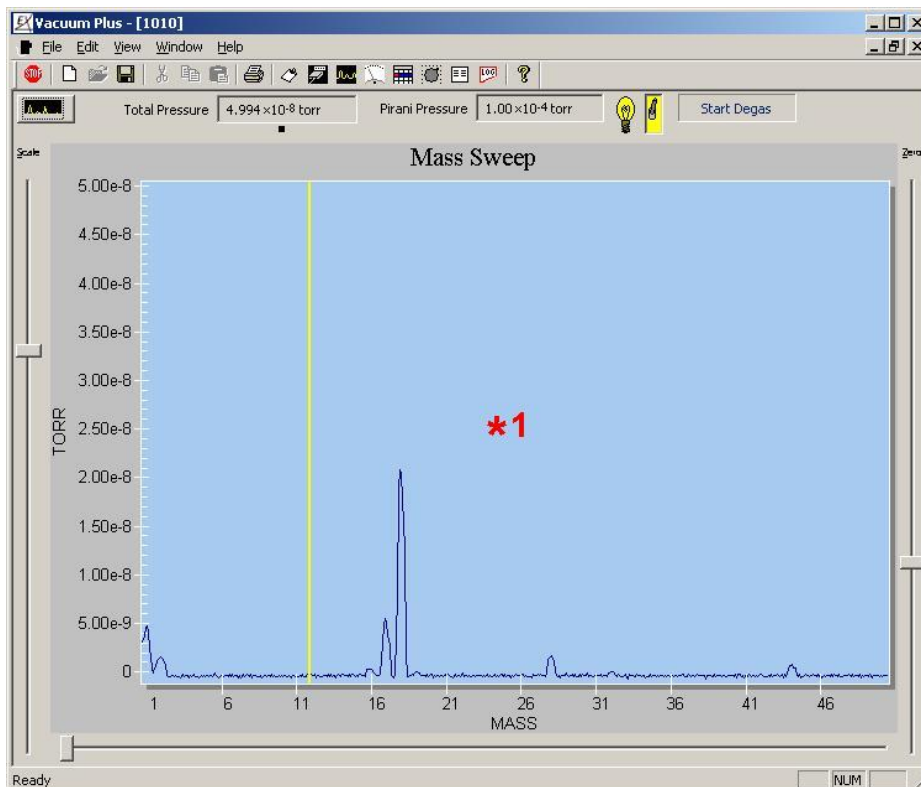 Vacuum Plus - [1010]
File Edit View Window Help
STOP LOG ?
Total Pressure 4.994 ×10-8 torr Pirani Pressure 1.00 ×10-4 torr Start Degas
Scale Zero
Mass Sweep
5.00e-8
4.50e-8
4.00e-8
3.50e-8
3.00e-8
2.50e-8
2.00e-8
1.50e-8
1.00e-8
5.00e-9
0
TORR
*1
1 6 11 16 21 26 31 36 41 46
MASS
Ready NUM